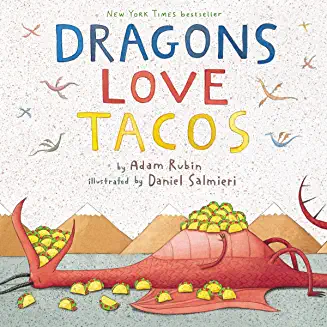 NEW YORK TIMES bestseller
DRAGONS
LOVE
TACOS
by Adam Rubin
illustrated by Daniel Salmieri